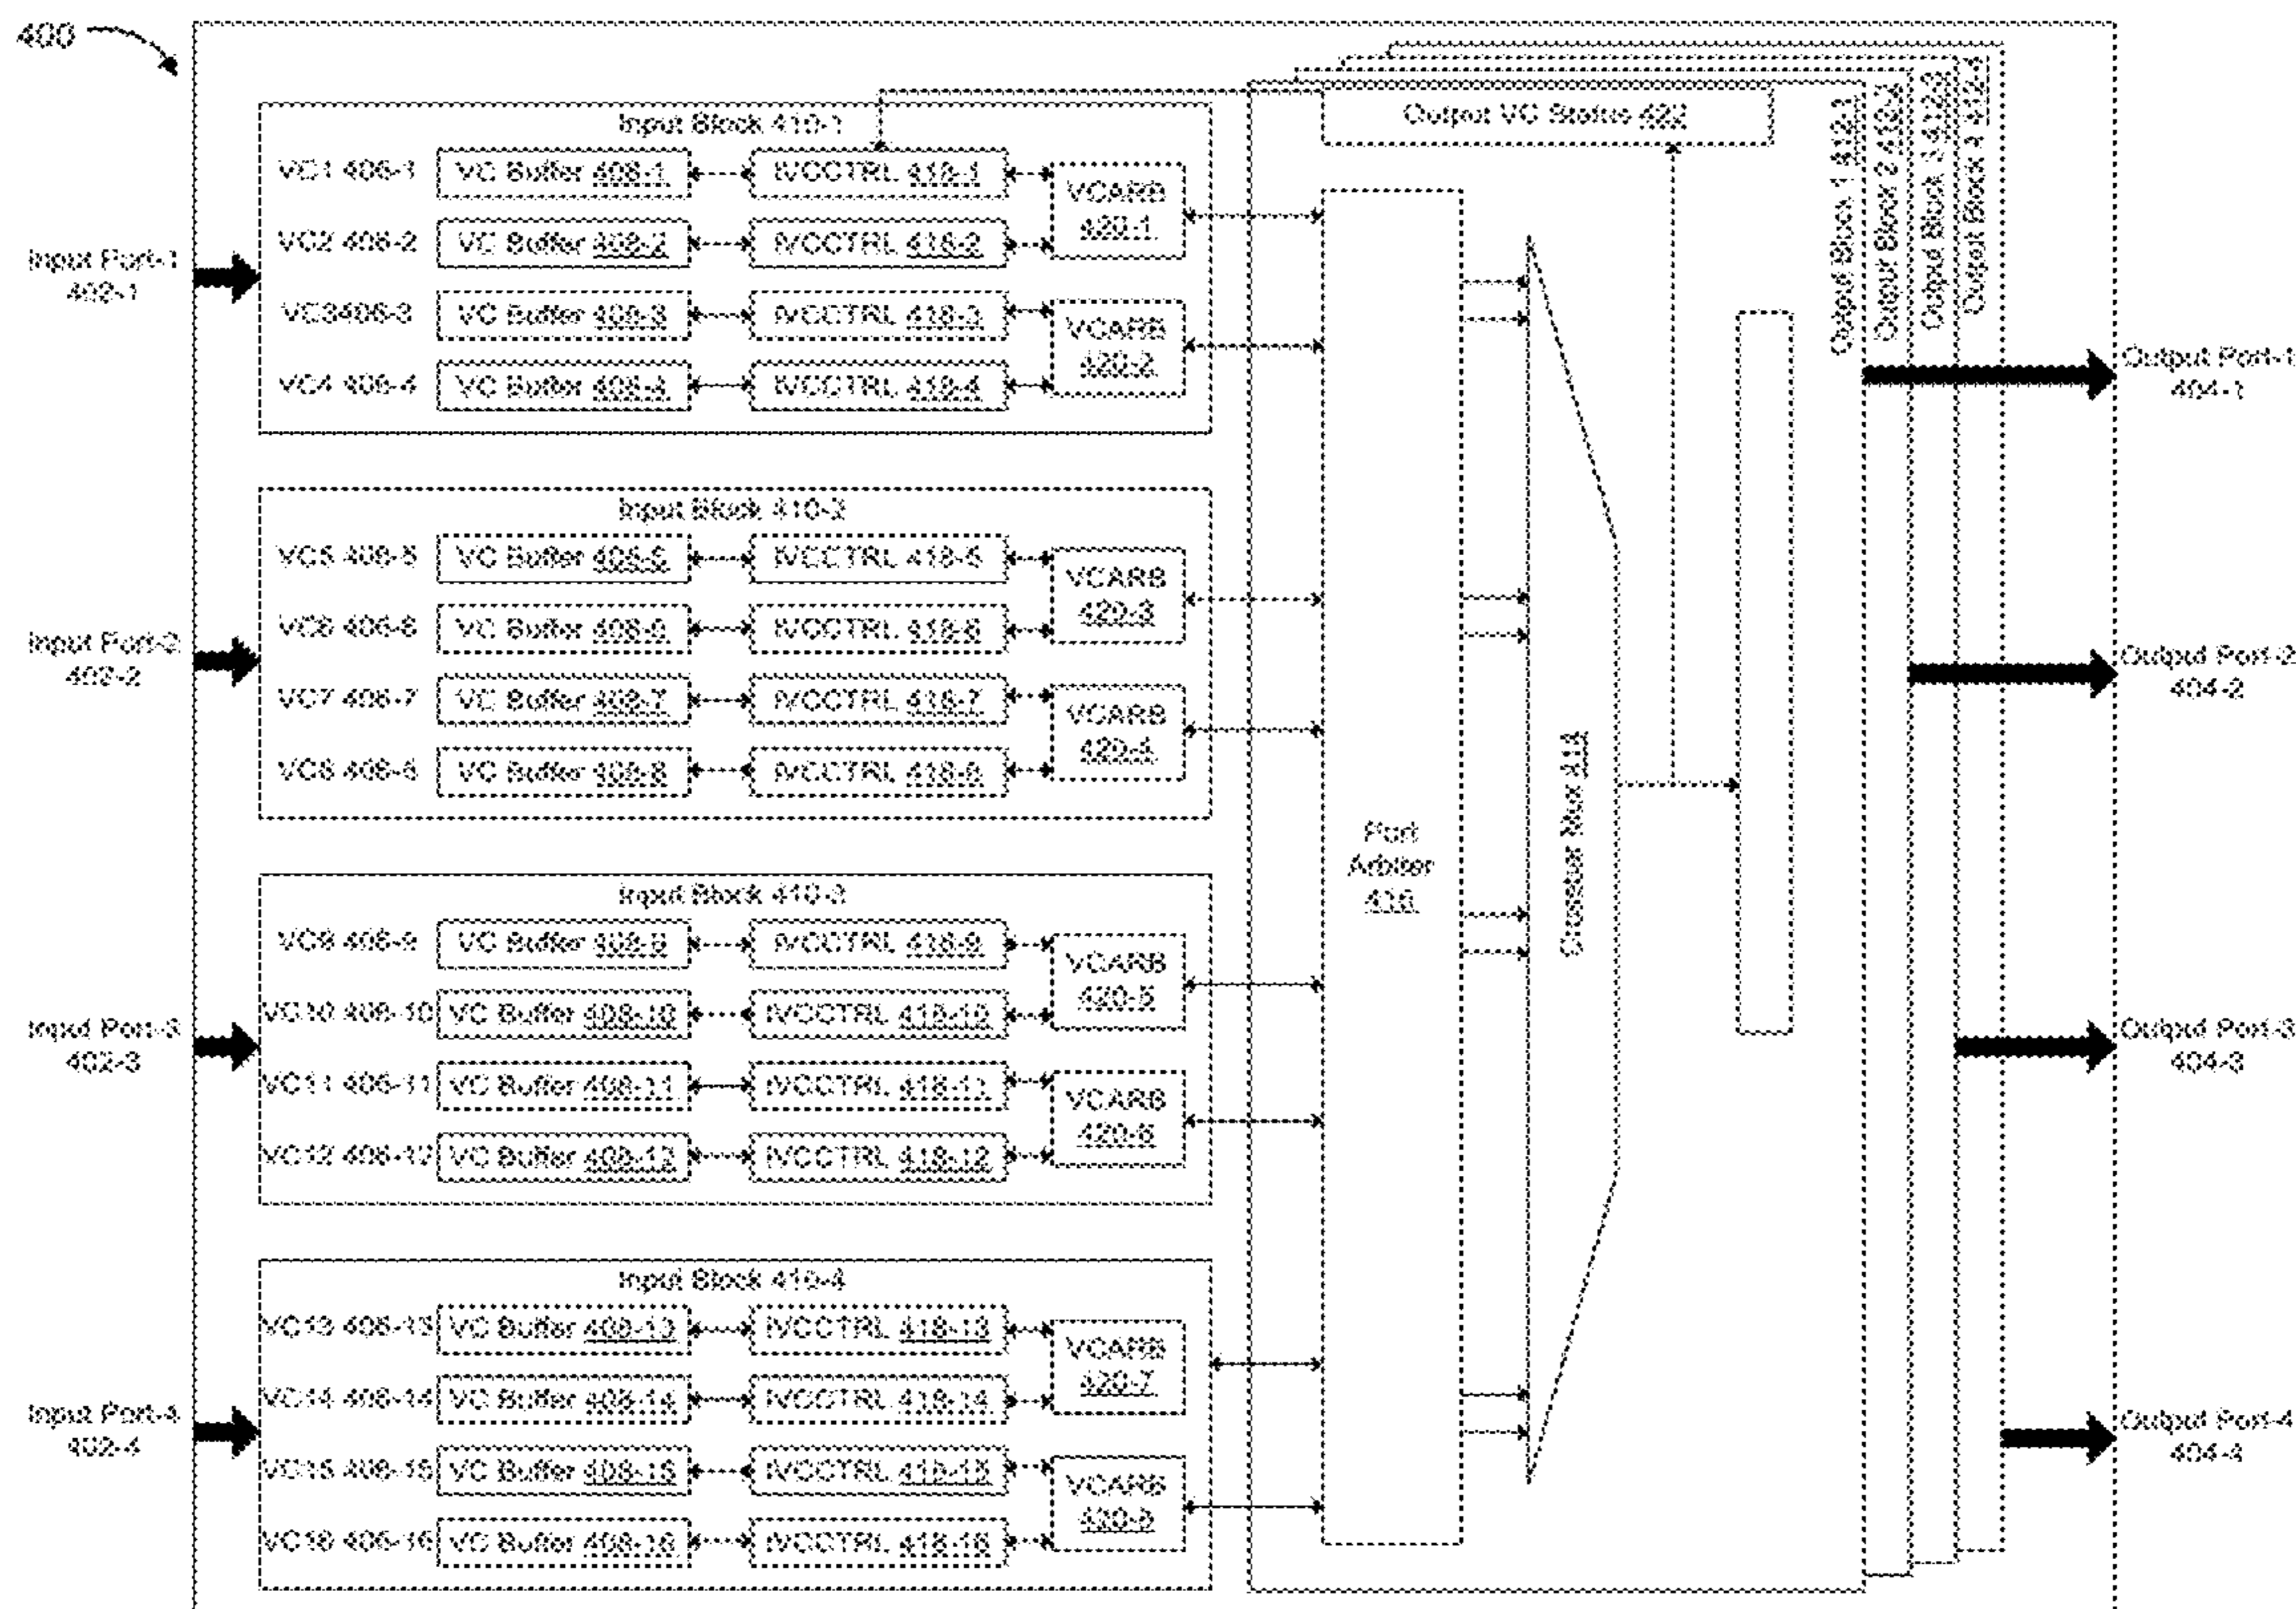 400
Input Block 410-1
VC1 406-1
VC Buffer 408-1
IVCCTRL 418-1
VCARB
420-1
VC2 406-2
VC Buffer 408-2
IVCCTRL 418-2
VC3406-3
VC Buffer 408-3
IVCCTRL 418-3
VCARB
420-2
VC4 406-4
VC Buffer 408-4
IVCCTRL 418-4
Input Port-1
402-1
Input Block 410-2
VC5 406-5
VC Buffer 408-5
IVCCTRL 418-5
VCARB
420-3
VC6 406-6
VC Buffer 408-6
IVCCTRL 418-6
VC7 406-7
VC Buffer 408-7
IVCCTRL 418-7
VCARB
420-4
VC Buffer 408-8
Input Port-2
402-2
Input Block 410-3
VC9 406-9
VC Buffer 408-9
IVCCTRL 418-9
VCARB
420-5
VC10 406-10
VC Buffer 408-10
IVCCTRL 418-10
VC11 406-11
VC Buffer 408-11
IVCCTRL 418-11
VCARB
420-6
VC12 406-12
VC Buffer 408-12
IVCCTRL 418-12
Input Port-3
402-3
Input Block 410-4
VC13 406-13
VC Buffer 408-13
IVCCTRL 418-13
VCARB
420-7
VC14 406-14
VC Buffer 408-14
IVCCTRL 418-14
VC15 406-15
VC Buffer 408-15
IVCCTRL 418-15
VCARB
420-8
VC16 406-16
VC Buffer 408-16
IVCCTRL 418-16
Input Port-4
402-4
Output VC Status 422
Port
Arbiter
416
Crossbar Mux
Output Block 1 412-1
Output Block 2 412-2
Output Block 3 412-3
Output Block 4
Output Port-1
404-1
Output Port-2
404-2
Output Port-3
404-3
Output Port-4
404-4